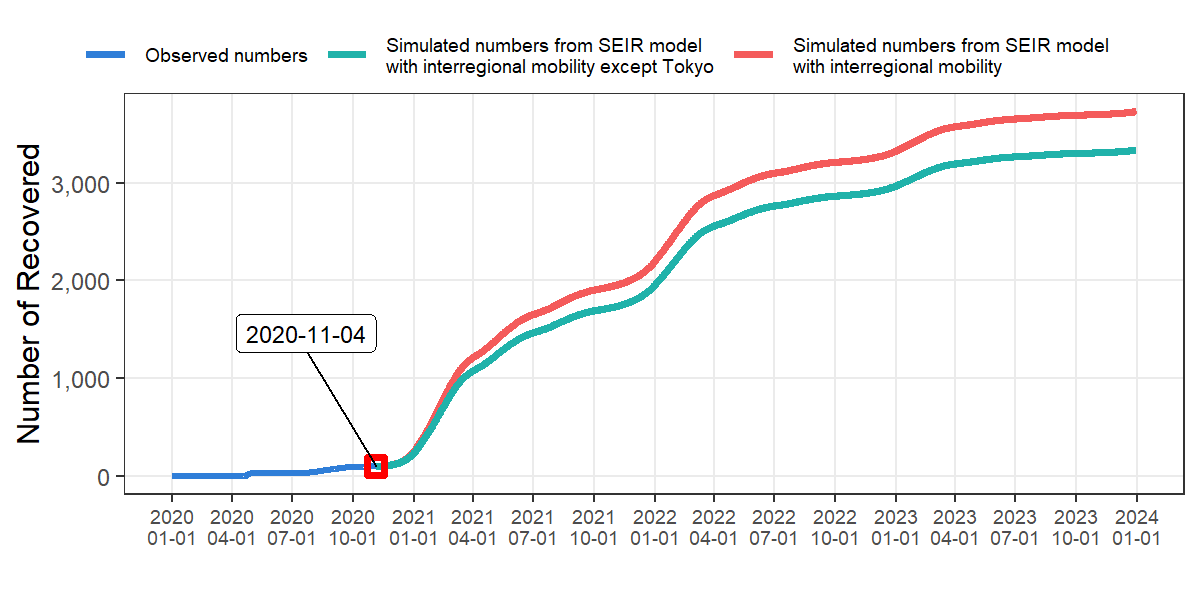 Observed numbers
Simulated numbers from SEIR model
with interregional mobility except Tokyo
Simulated numbers from SEIR model
with interregional mobility
Number of Recovered
3,000
2,000
1,000
0
2020-11-04
2020 2020 2020 2020 2021 2021 2021 2021 2022 2022 2022 2022 2023 2023 2023 2023 2024
01-01 04-01 07-01 10-01 01-01 04-01 07-01 10-01 01-01 04-01 07-01 10-01 01-01 04-01 07-01 10-01 01-01